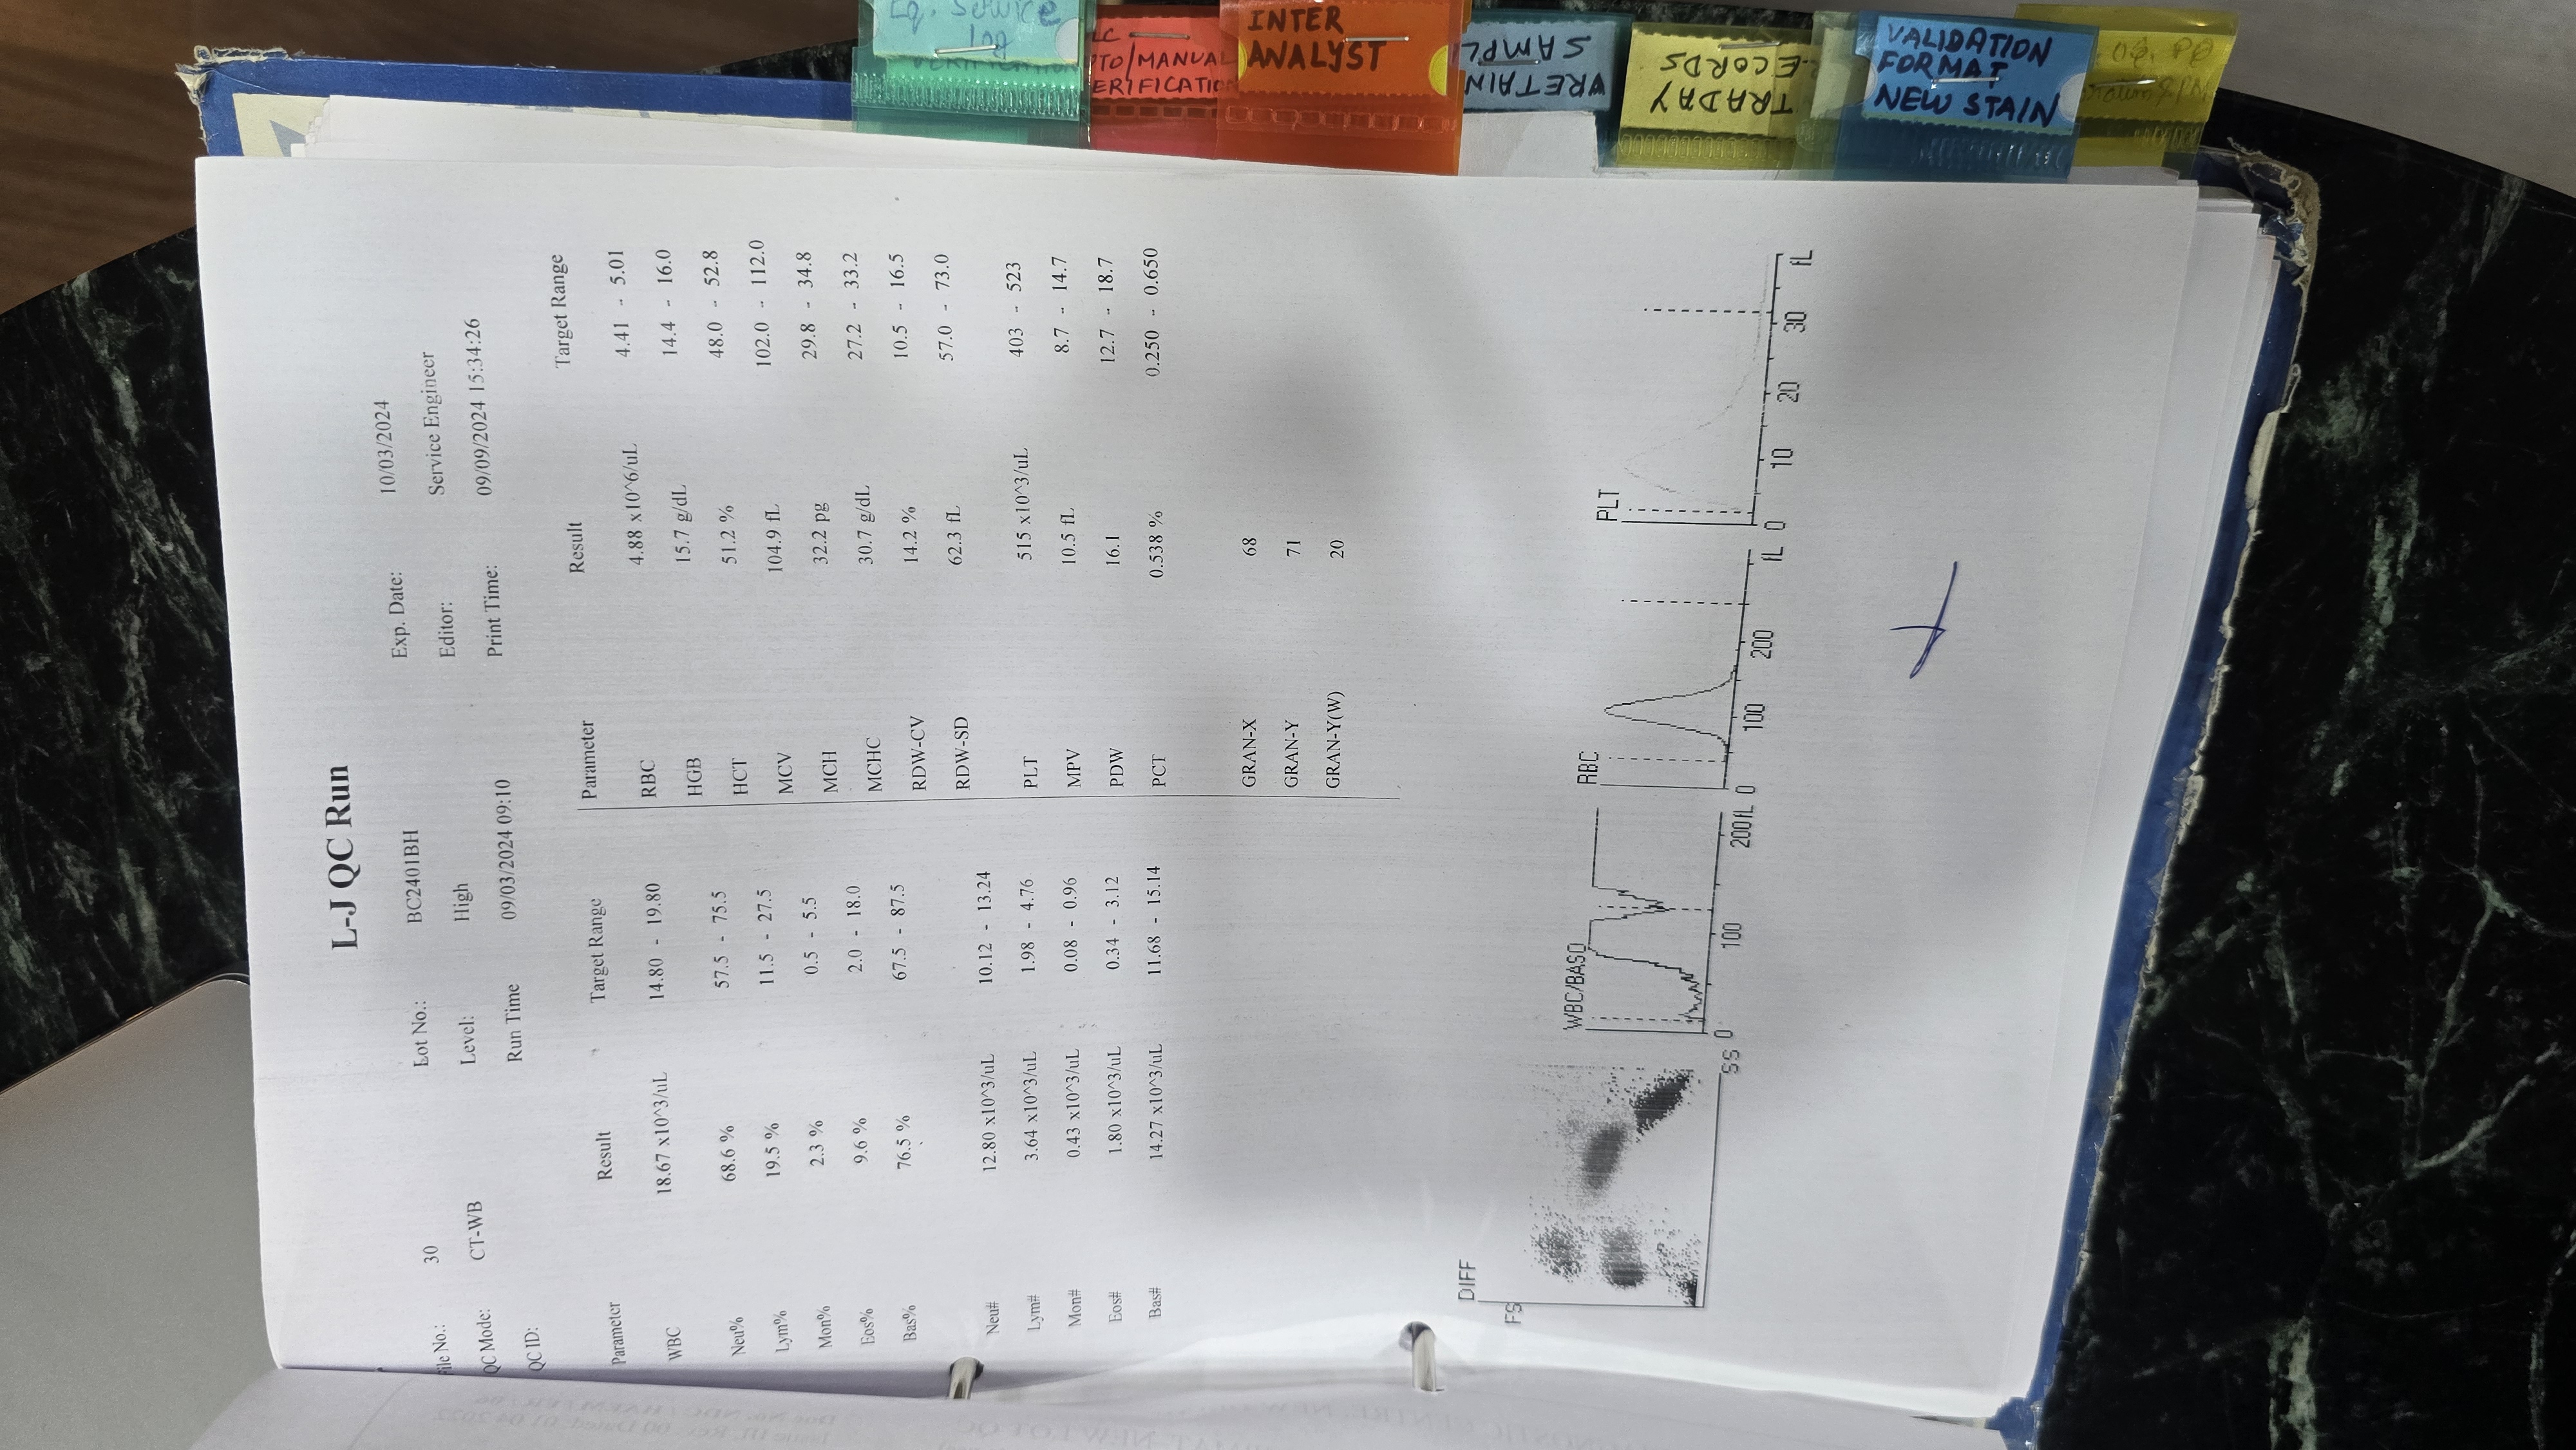 L-J QC Run
File No.: 30 Lot No.: BC2401BH Exp. Date: 10/03/2024
QC Mode: CT-WB Level: High Editor: Service Engineer
QC ID: Run Time 09/03/2024 09:10 Print Time: 09/09/2024 15:34:26
Parameter Result Target Range
WBC 18.67 x10^3/uL 14.80 - 19.80
Neu% 68.6 % 57.5 - 75.5
Lym% 19.5 % 11.5 - 27.5
Mon% 2.3 % 0.5 - 5.5
Eos% 9.6 % 2.0 - 18.0
Bas% 76.5 % 67.5 - 87.5
Neu# 12.80 x10^3/uL 10.12 - 13.24
Lym# 3.64 x10^3/uL 1.98 - 4.76
Mon# 0.43 x10^3/uL 0.08 - 0.96
Eos# 1.80 x10^3/uL 0.34 - 3.12
Bas# 14.27 x10^3/uL 11.68 - 15.14
Parameter Result Target Range
RBC 4.88 x10^6/uL 4.41 - 5.01
HGB 15.7 g/dL 14.4 - 16.0
HCT 51.2 % 48.0 - 52.8
MCV 104.9 fL 102.0 - 112.0
MCH 32.2 pg 29.8 - 34.8
MCHC 30.7 g/dL 27.2 - 33.2
RDW-CV 14.2 % 10.5 - 16.5
RDW-SD 62.3 fL 57.0 - 73.0
PLT 515 x10^3/uL 403 - 523
MPV 10.5 fL 8.7 - 14.7
PDW 16.1 12.7 - 18.7
PCT 0.538 % 0.250 - 0.650
GRAN-X 68
GRAN-Y 71
GRAN-Y(W) 20
DIFF
FS
SS
WBC/BASO
0 100 200 fL
RBC
0 100 200 fL
PLT
0 10 20 30 fL
INTER
ANALYST
TRADAY
VALIDATION
FORMAT
NEW STAIN